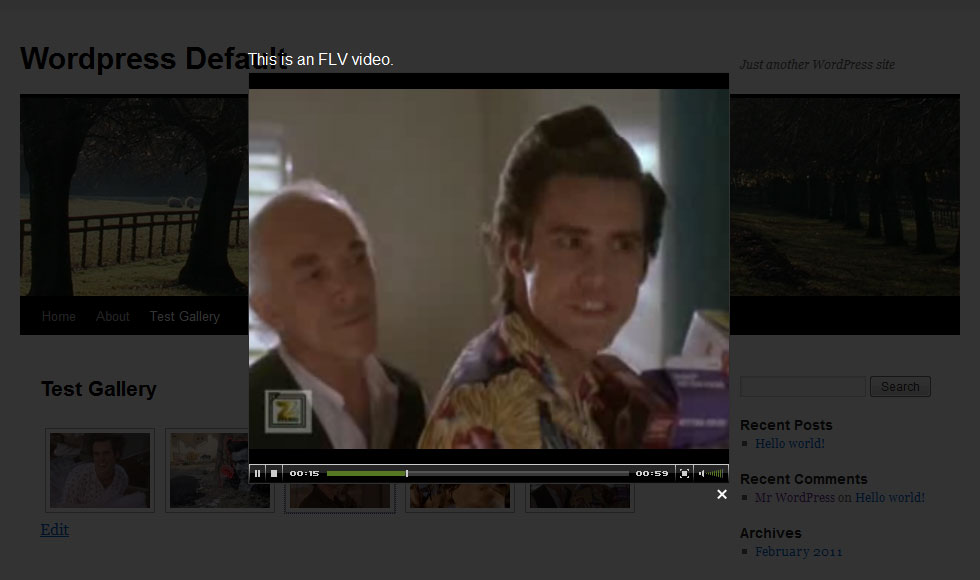 Wordpress Default
This is an FLV video.
Just another WordPress site
Home About Test Gallery
Test Gallery
Z
00:15 00:59
Edit
Search
Recent Posts
Hello world!
Recent Comments
Mr WordPress on Hello world!
Archives
February 2011